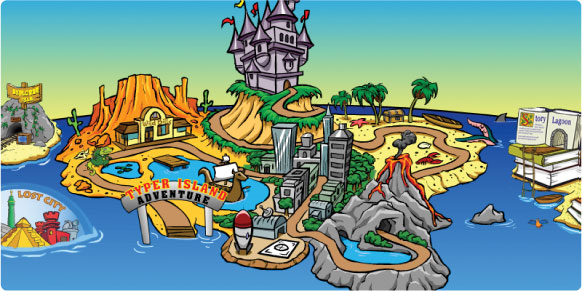 tory Lagoon
LOST CITY
TYPER ISLAND
ADVENTURE